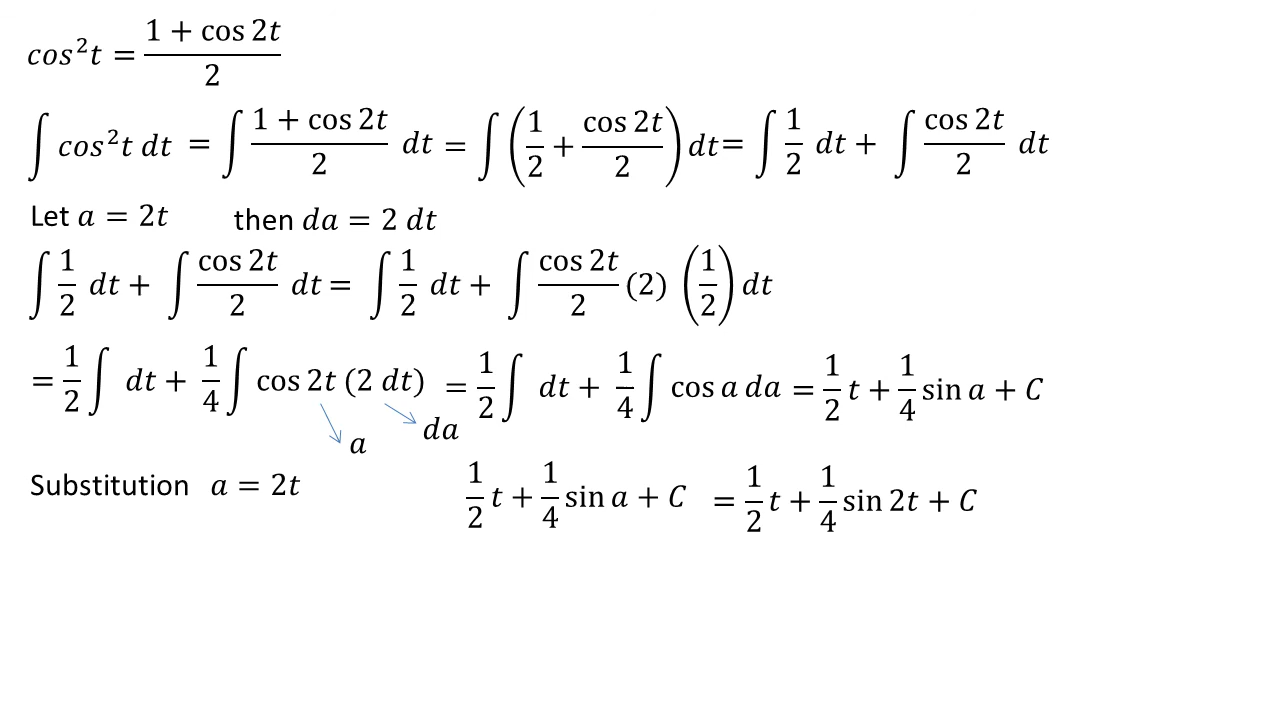 cos²t = (1 + cos 2t)/2
∫ cos²t dt = ∫ (1 + cos 2t)/2 dt = ∫ (1/2 + (cos 2t)/2) dt = ∫ 1/2 dt + ∫ (cos 2t)/2 dt
Let a = 2t then da = 2 dt
∫ 1/2 dt + ∫ (cos 2t)/2 dt = ∫ 1/2 dt + ∫ (cos 2t)/2 (2) (1/2) dt
= 1/2 ∫ dt + 1/4 ∫ cos 2t (2 dt) = 1/2 ∫ dt + 1/4 ∫ cos a da = 1/2 t + 1/4 sin a + C
a da
Substitution a = 2t 1/2 t + 1/4 sin a + C = 1/2 t + 1/4 sin 2t + C